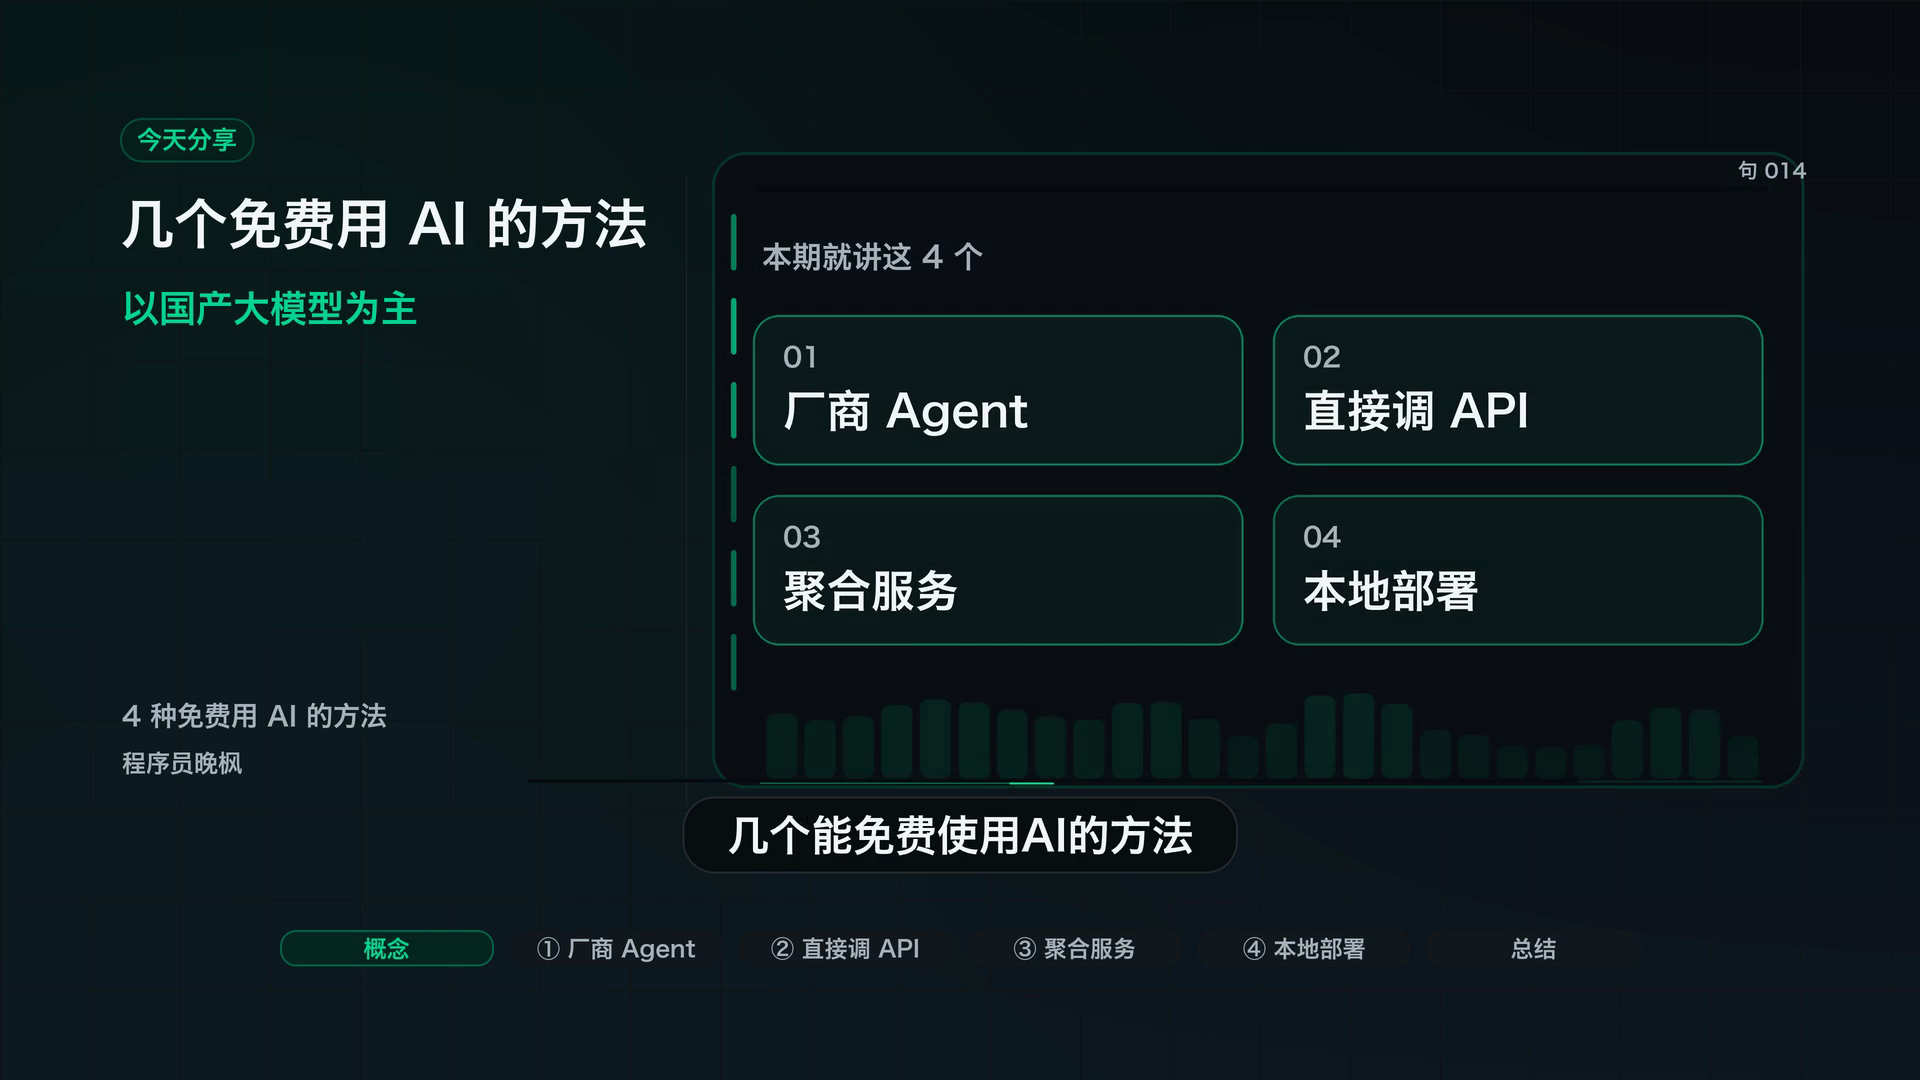 今天分享
几个免费用 AI 的方法
以国产大模型为主
4 种免费用 AI 的方法
程序员晚枫
句 014
本期就讲这 4 个
01
厂商 Agent
02
直接调 API
03
聚合服务
04
本地部署
几个能免费使用AI的方法
概念
① 厂商 Agent
② 直接调 API
③ 聚合服务
④ 本地部署
总结